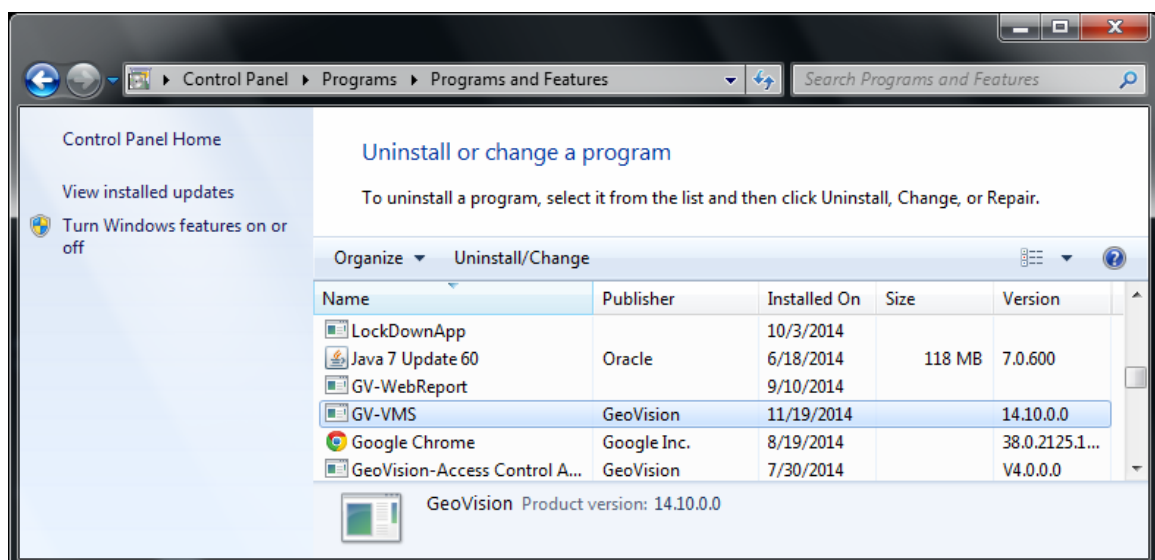 Control Panel ▸ Programs ▸ Programs and Features
Search Programs and Features
Control Panel Home
View installed updates
Turn Windows features on or
off
Uninstall or change a program
To uninstall a program, select it from the list and then click Uninstall, Change, or Repair.
Organize Uninstall/Change
Name Publisher Installed On Size Version
LockDownApp 10/3/2014
Java 7 Update 60 Oracle 6/18/2014 118 MB 7.0.600
GV-WebReport 9/10/2014
GV-VMS GeoVision 11/19/2014 14.10.0.0
Google Chrome Google Inc. 8/19/2014 38.0.2125.1...
GeoVision-Access Control A... GeoVision 7/30/2014 V4.0.0.0
GeoVision Product version: 14.10.0.0